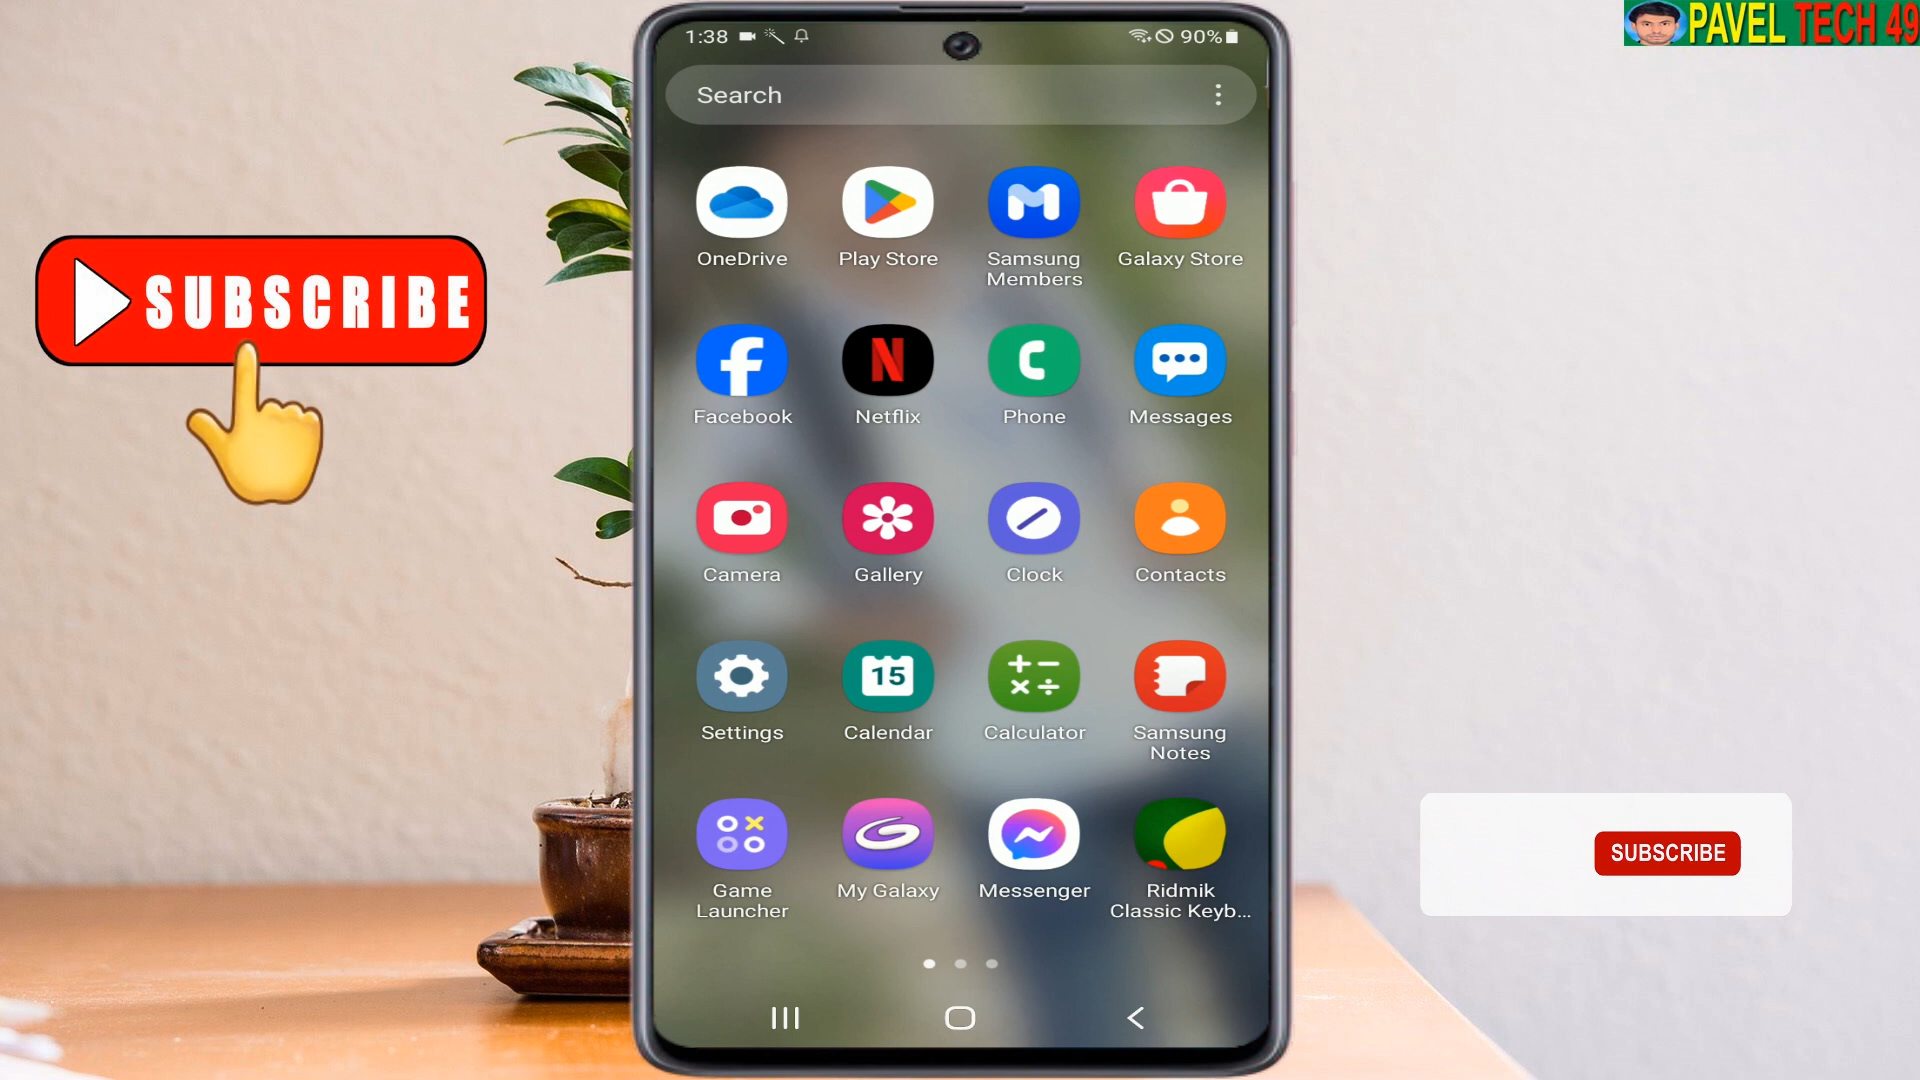 PAVEL TECH 49
1:38
90%
Search
OneDrive
Play Store
Samsung
Members
Galaxy Store
Facebook
Netflix
Phone
Messages
Camera
Gallery
Clock
Contacts
Settings
15
Calendar
Calculator
Samsung
Notes
Game
Launcher
My Galaxy
Messenger
Ridmik
Classic Keyb...
SUBSCRIBE
SUBSCRIBE